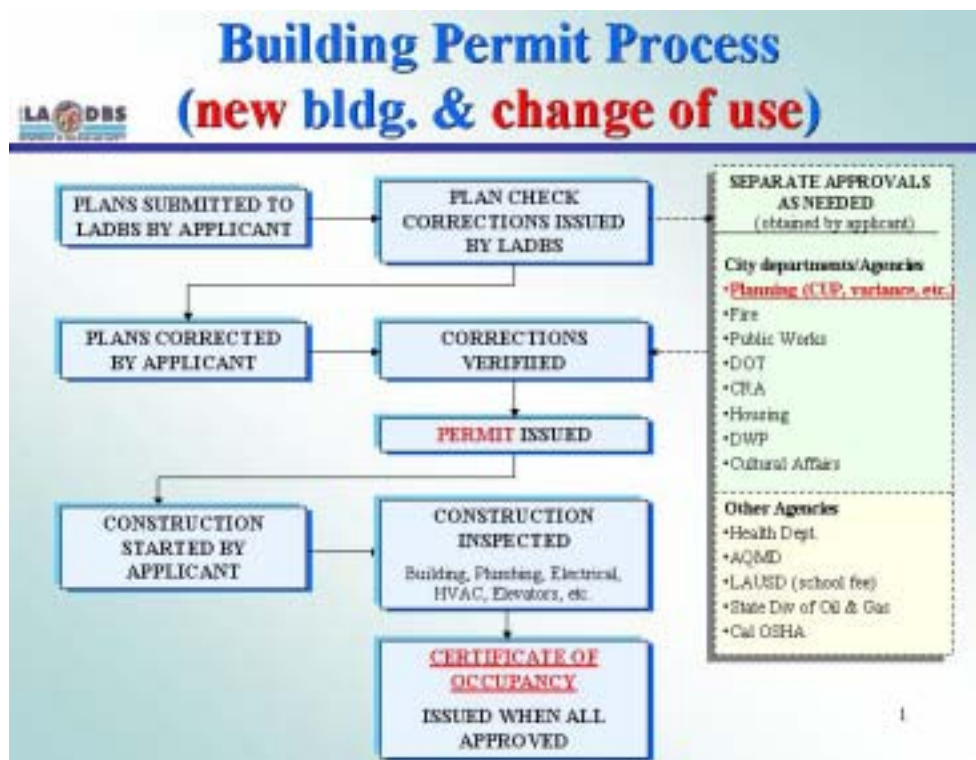 Building Permit Process
(new bldg. & change of use)
LA DBS
PLANS SUBMITTED TO
LADBS BY APPLICANT
PLAN CHECK
CORRECTIONS ISSUED
BY LADBS
PLANS CORRECTED
BY APPLICANT
CORRECTIONS
VERIFIED
PERMIT ISSUED
CONSTRUCTION
STARTED BY
APPLICANT
CONSTRUCTION
INSPECTED
Building, Plumbing, Electrical,
HVAC, Elevators, etc.
CERTIFICATE OF
OCCUPANCY
ISSUED WHEN ALL
APPROVED
SEPARATE APPROVALS
AS NEEDED
(obtained by applicant)
City departments/Agencies
•Planning (CUP, variance, etc.)
•Fire
•Public Works
•DOT
•CRA
•Housing
•DWP
•Cultural Affairs
Other Agencies
•Health Dept.
•AQMD
•LAUSD (school fee)
•State Div of Oil & Gas
•Cal OSHA
1